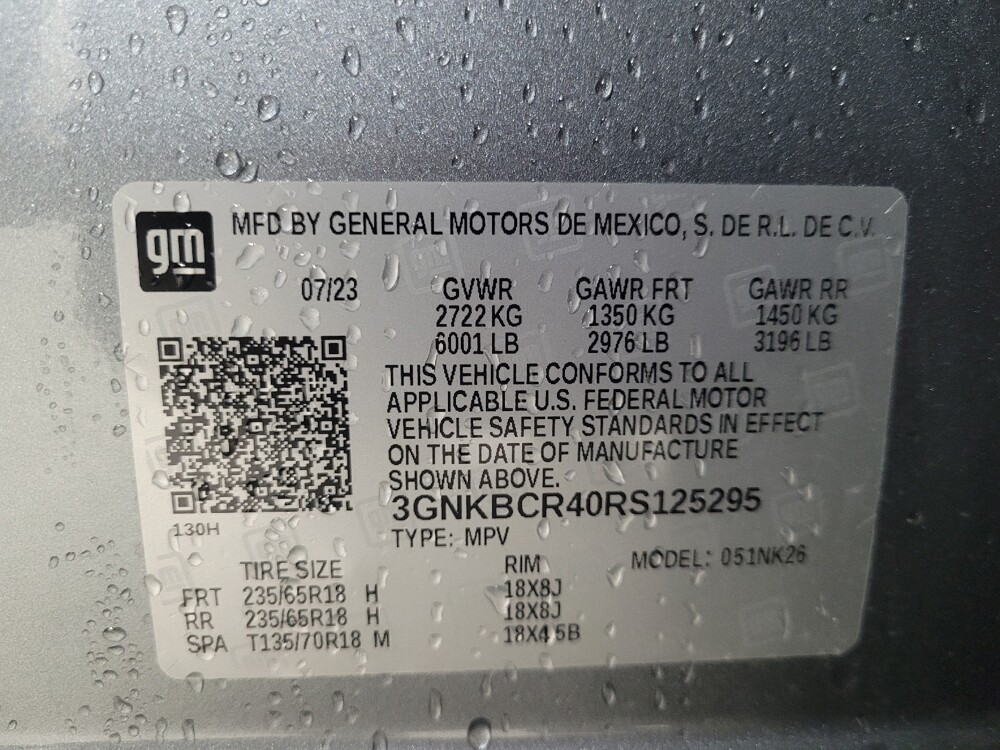 gm
MFD BY GENERAL MOTORS DE MEXICO, S. DE R.L. DE C.V.
07/23 GVWR GAWR FRT GAWR RR
2722 KG 1350 KG 1450 KG
6001 LB 2976 LB 3196 LB
THIS VEHICLE CONFORMS TO ALL
APPLICABLE U.S. FEDERAL MOTOR
VEHICLE SAFETY STANDARDS IN EFFECT
ON THE DATE OF MANUFACTURE
SHOWN ABOVE.
3GNKBCR40RS125295
130H
TYPE: MPV MODEL: 051NK26
TIRE SIZE RIM
FRT 235/65R18 H 18X8J
RR 235/65R18 H 18X8J
SPA T135/70R18 M 18X4.5B